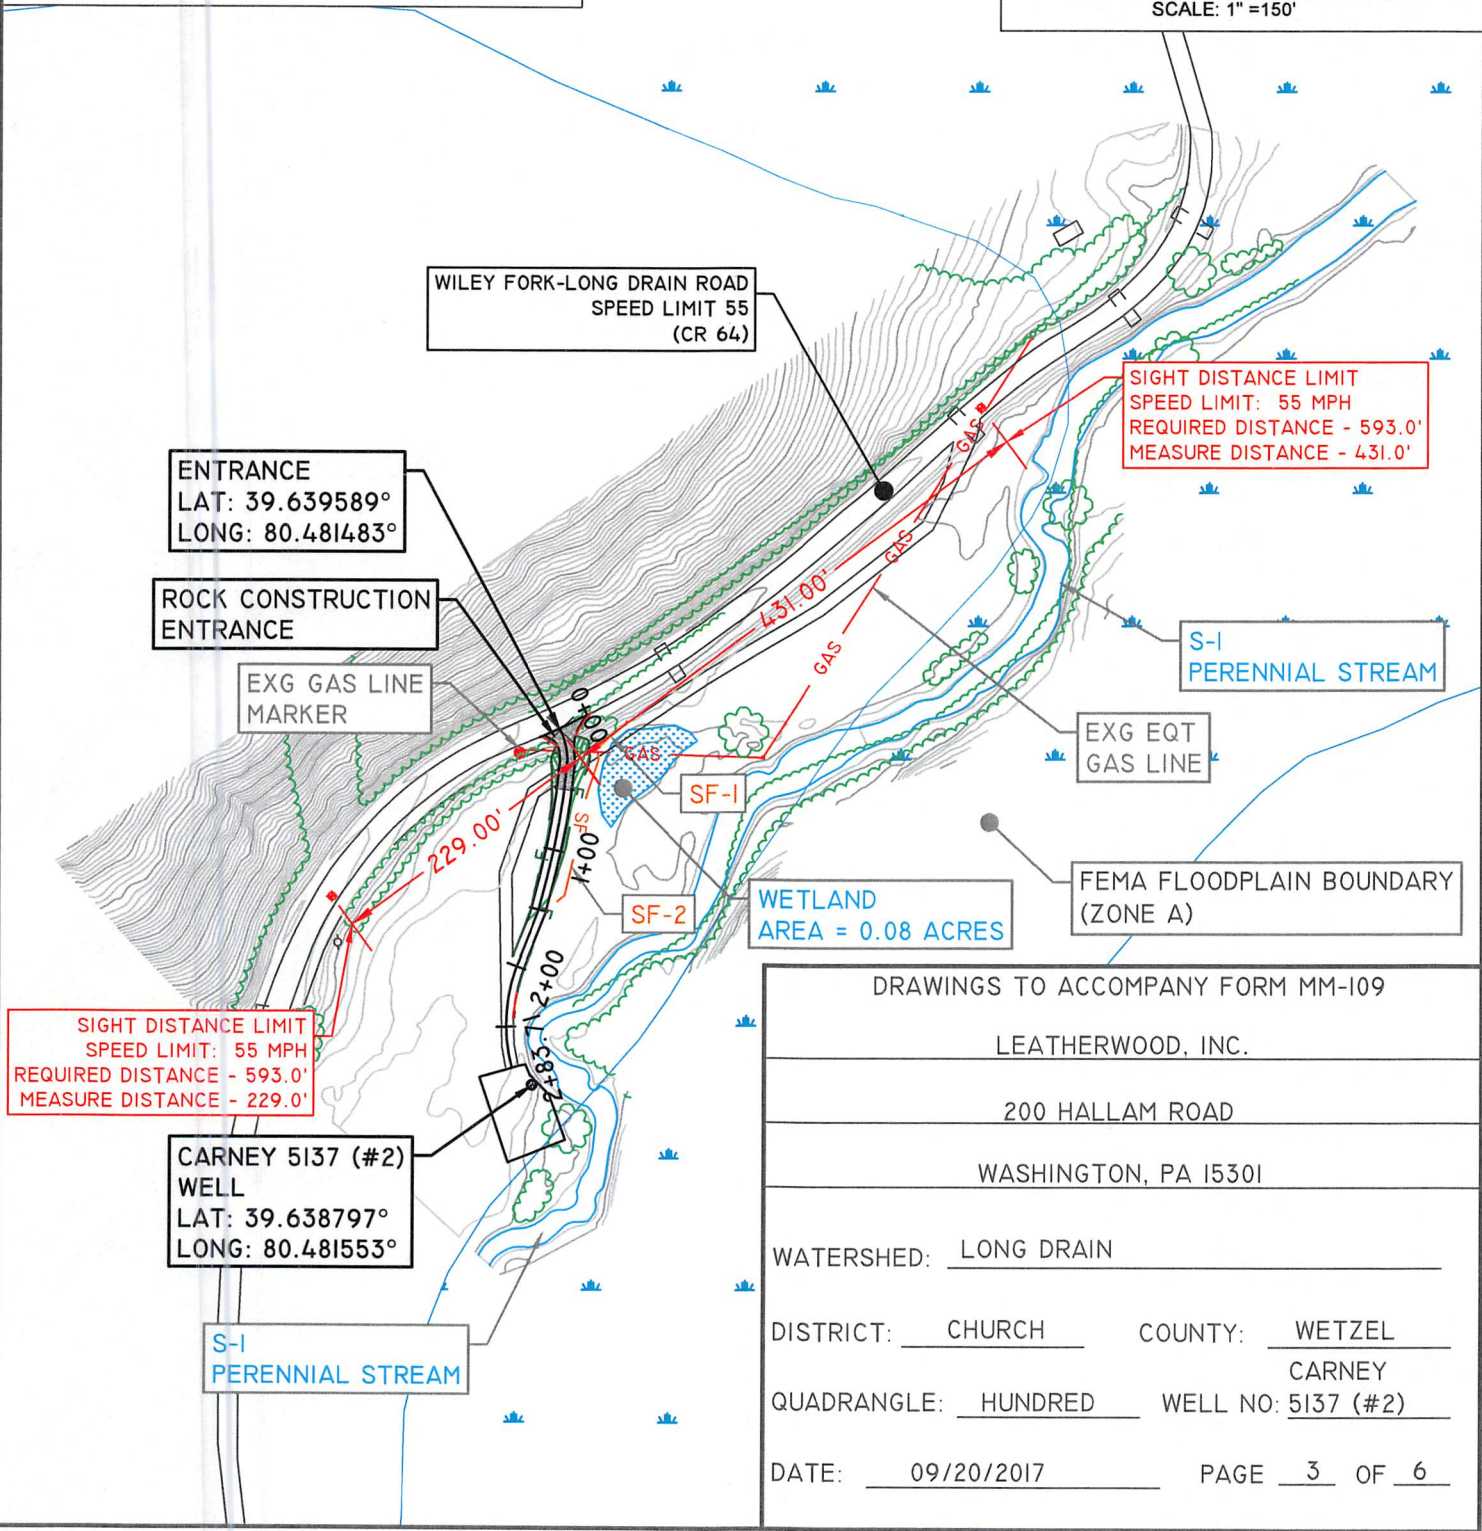 SCALE: 1" =150'
WILEY FORK-LONG DRAIN ROAD
SPEED LIMIT 55
(CR 64)
SIGHT DISTANCE LIMIT
SPEED LIMIT: 55 MPH
REQUIRED DISTANCE - 593.0'
MEASURE DISTANCE - 431.0'
ENTRANCE
LAT: 39.639589°
LONG: 80.481483°
ROCK CONSTRUCTION
ENTRANCE
EXG GAS LINE
MARKER
GAS
GAS
431.00'
GAS
GAS
S-1
PERENNIAL STREAM
EXG EQT
GAS LINE
0+00
SF-1
SF
229.00'
1+00
SF-2
WETLAND
AREA = 0.08 ACRES
FEMA FLOODPLAIN BOUNDARY
(ZONE A)
2+00
2+83.71
SIGHT DISTANCE LIMIT
SPEED LIMIT: 55 MPH
REQUIRED DISTANCE - 593.0'
MEASURE DISTANCE - 229.0'
CARNEY 5137 (#2)
WELL
LAT: 39.638797°
LONG: 80.481553°
S-1
PERENNIAL STREAM
DRAWINGS TO ACCOMPANY FORM MM-109
LEATHERWOOD, INC.
200 HALLAM ROAD
WASHINGTON, PA 15301
WATERSHED: LONG DRAIN
DISTRICT: CHURCH COUNTY: WETZEL
CARNEY
QUADRANGLE: HUNDRED WELL NO: 5137 (#2)
DATE: 09/20/2017 PAGE 3 OF 6